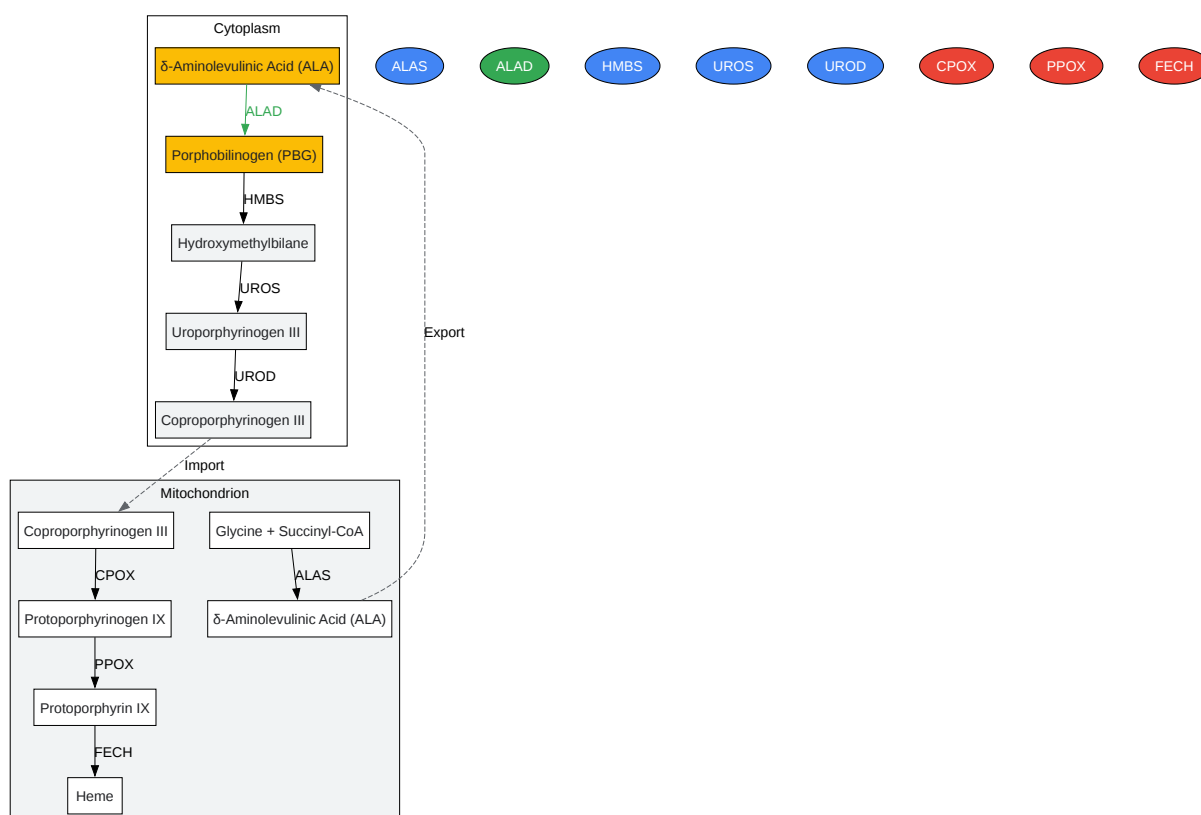 Cytoplasm
δ-Aminolevulinic Acid (ALA)
ALAS
ALAD
HMBS
UROS
UROD
CPOX
PPOX
FECH
ALAD
Porphobilinogen (PBG)
HMBS
Hydroxymethylbilane
UROS
Uroporphyrinogen III
Export
UROD
Coproporphyrinogen III
Import
Mitochondrion
Coproporphyrinogen III
Glycine + Succinyl-CoA
CPOX
ALAS
Protoporphyrinogen IX
δ-Aminolevulinic Acid (ALA)
PPOX
Protoporphyrin IX
FECH
Heme